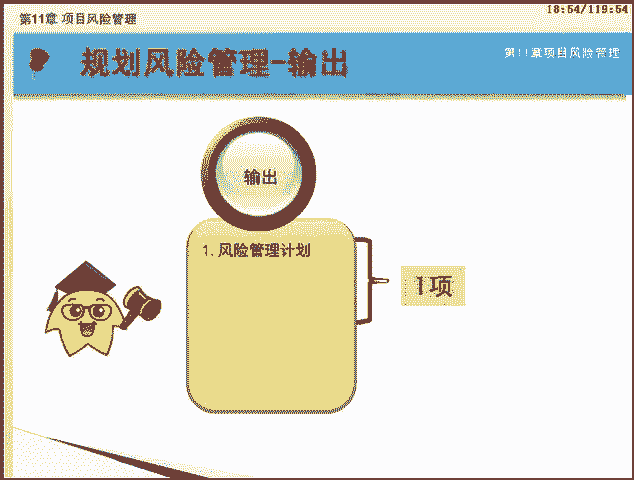 第11章 项目风险管理
18:54/119:54
规划风险管理-输出
第11章项目风险管理
输出
1.风险管理计划
1项